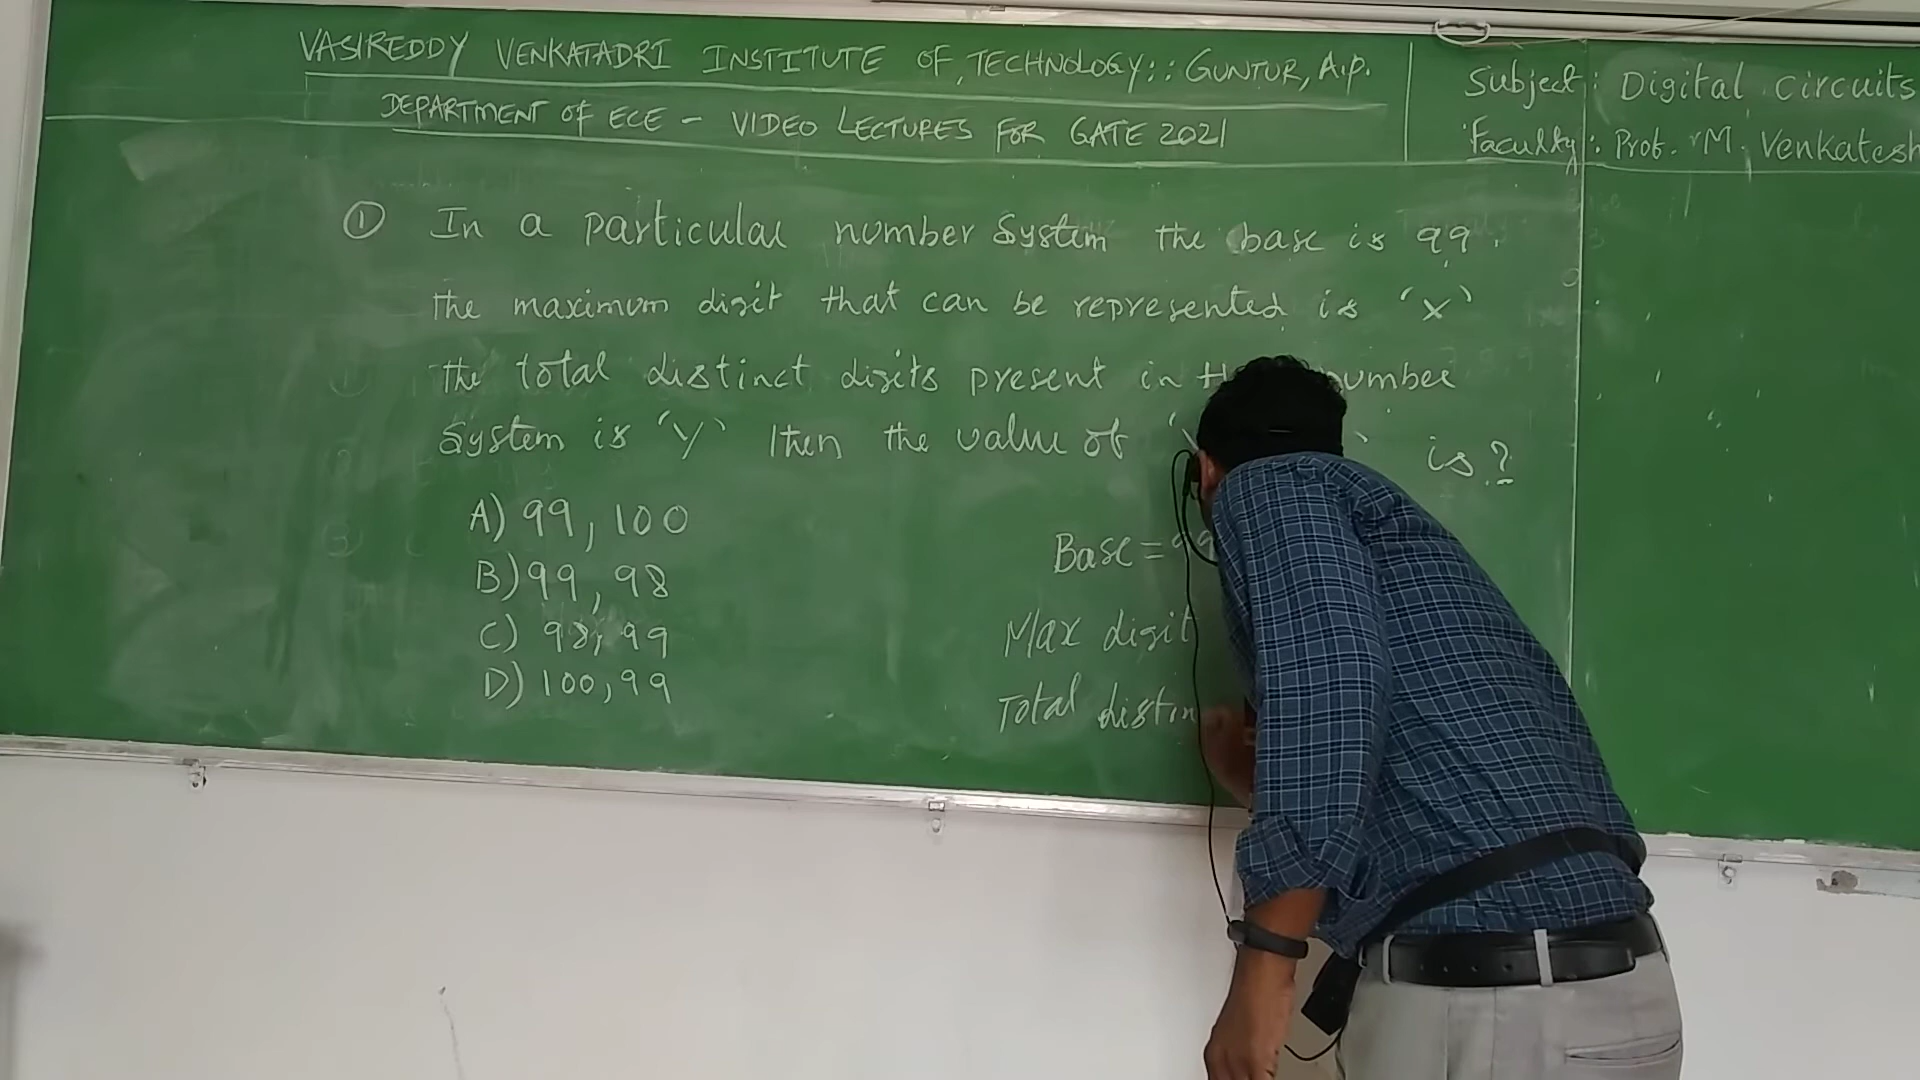 VASIREDDY VENKATADRI INSTITUTE OF TECHNOLOGY:: GUNTUR, A.P.
DEPARTMENT OF ECE - VIDEO LECTURES FOR GATE 2021
Subject: Digital Circuits
Faculty: Prof. M. Venkatesh
① In a particular number System the base is 99.
the maximum digit that can be represented is 'X'
the total distinct digits present in number
System is 'Y' then the value of is?
A) 99, 100
B) 99, 98
C) 98, 99
D) 100, 99
Base = 99
Max digit
Total distin